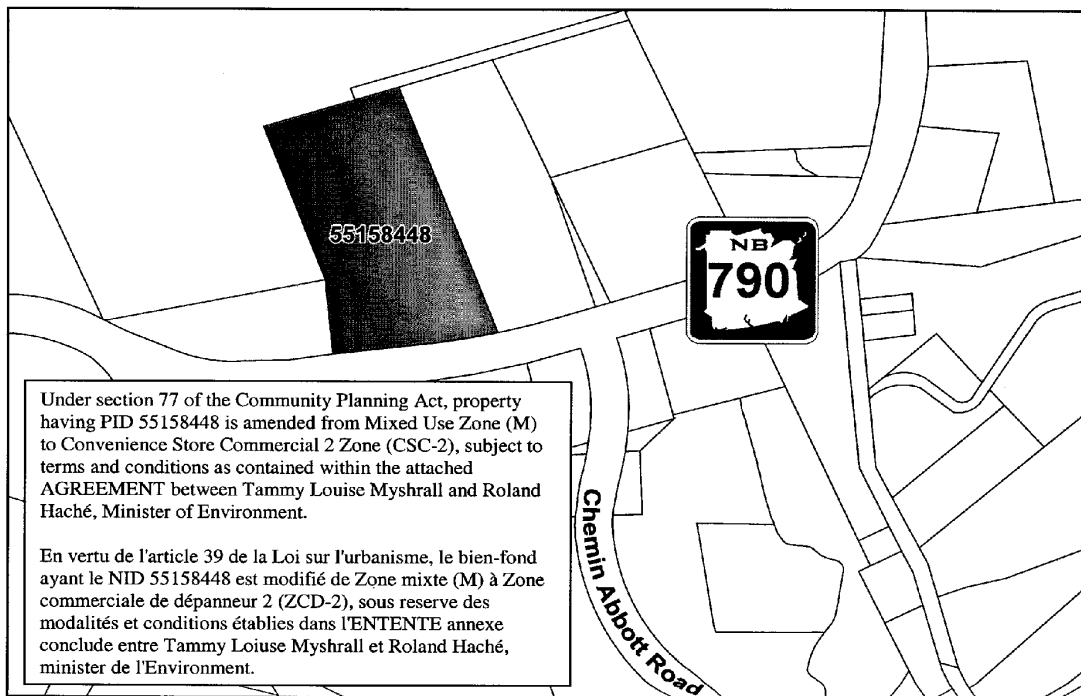 55158448
NB
790
Under section 77 of the Community Planning Act, property
having PID 55158448 is amended from Mixed Use Zone (M)
to Convenience Store Commercial 2 Zone (CSC-2), subject to
terms and conditions as contained within the attached
AGREEMENT between Tammy Louise Myshrall and Roland
Haché, Minister of Environment.
En vertu de l'article 39 de la Loi sur l'urbanisme, le bien-fond
ayant le NID 55158448 est modifié de Zone mixte (M) à Zone
commerciale de dépanneur 2 (ZCD-2), sous reserve des
modalités et conditions établies dans l'ENTENTE annexe
conclude entre Tammy Loiuse Myshrall et Roland Haché,
minister de l'Environment.
Chemin Abbott Road